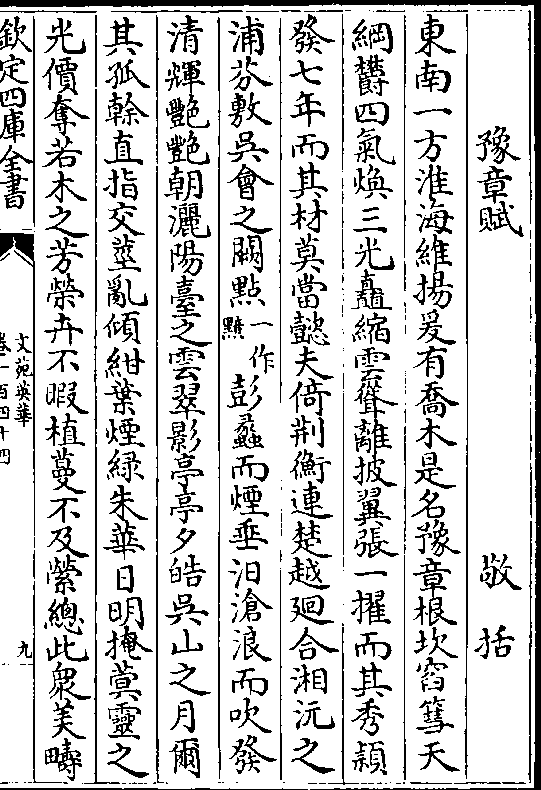 豫章賦 敬括
東南一方淮海維揚爰有喬木是名豫章根坎窞篲天
綱欝四氣煥三光矗縮雲聳離披翼張一擢而其秀頴
發七年而其材莫當懿夫倚荆衡連楚越廻合湘沅之
浦芬敷吳會之闕點一作㸃彭蠡而煙垂汨滄浪而吹發
清輝艷艷朝灑陽臺之雲翠影亭亭夕皓吳山之月爾
其孤榦直指交莖亂傾紺葉煙緑朱華日明掩蓂靈之
光價奪若木之芳榮卉不暇植蔓不及縈總此衆美疇
欽定四庫全書
文苑英華
卷一百四十四
九